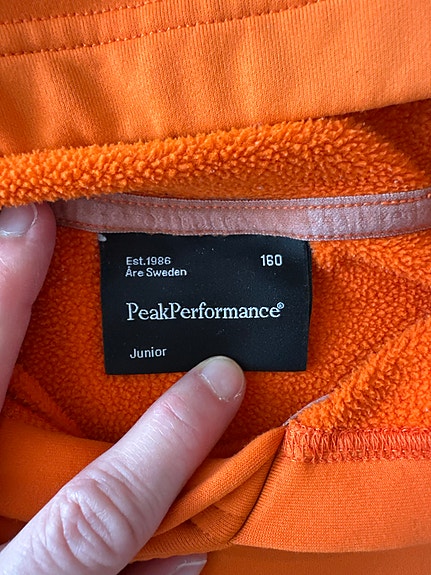 Est.1986 160
Åre Sweden
PeakPerformance®
Junior